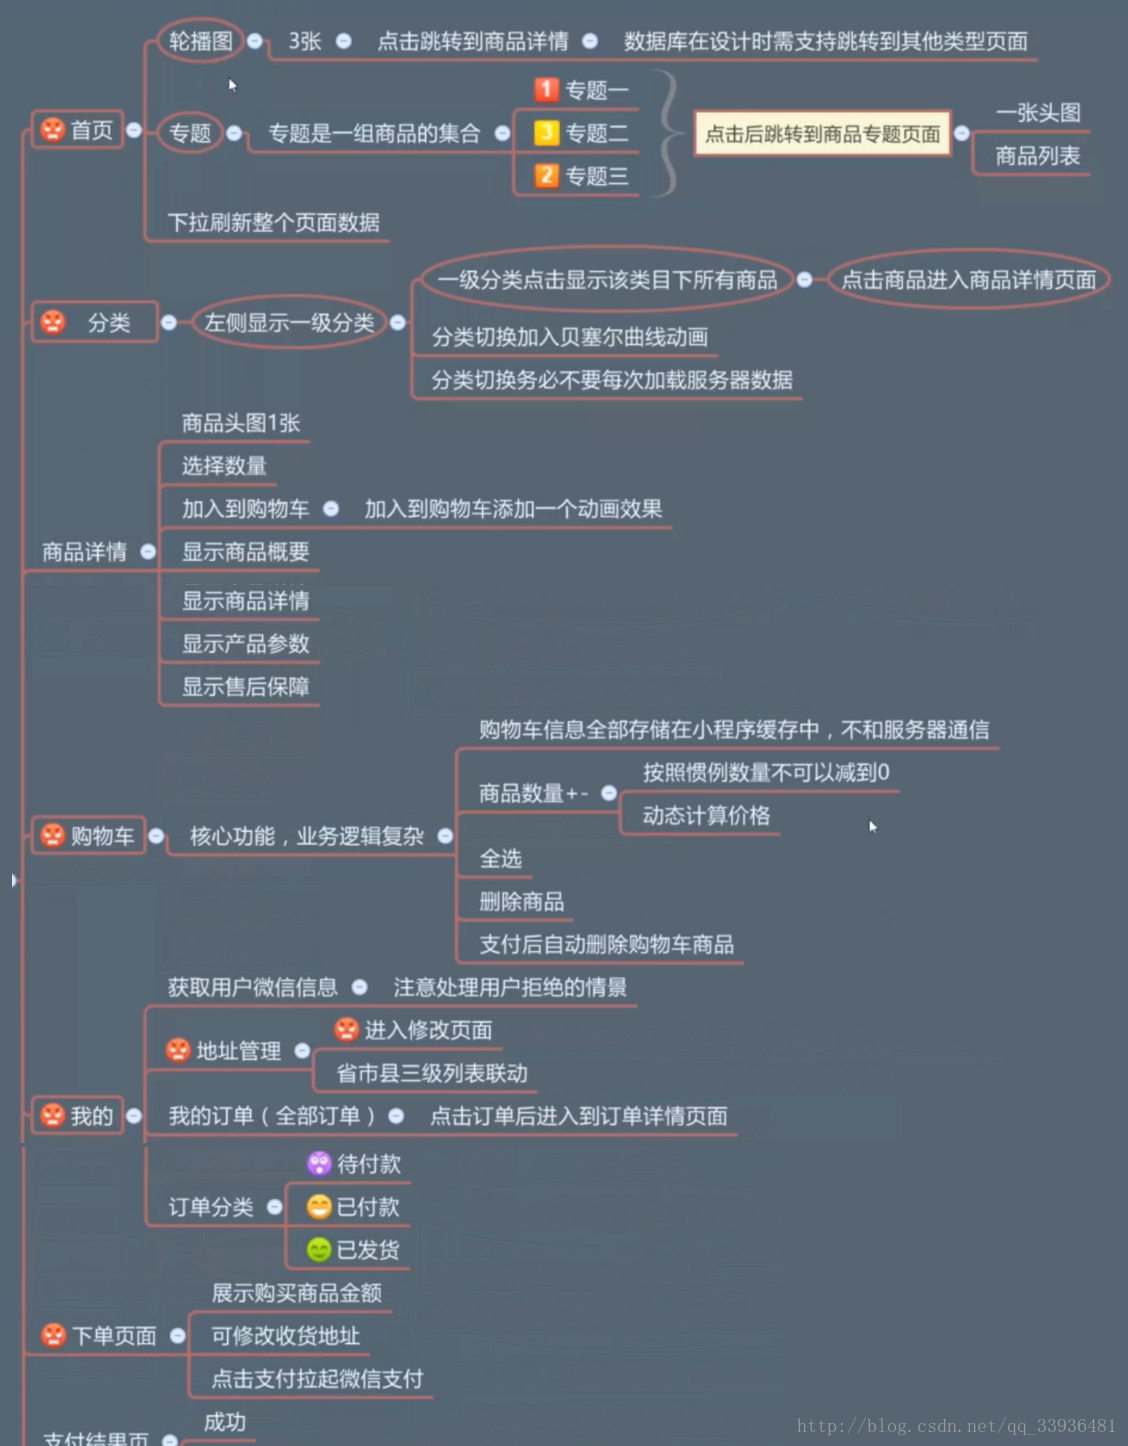 轮播图 3张 点击跳转到商品详情 数据库在设计时需支持跳转到其他类型页面
首页
专题 专题是一组商品的集合
1 专题一
3 专题二
2 专题三
点击后跳转到商品专题页面
一张头图
商品列表
下拉刷新整个页面数据
分类 左侧显示一级分类
一级分类点击显示该类目下所有商品 点击商品进入商品详情页面
分类切换加入贝塞尔曲线动画
分类切换务必不要每次加载服务器数据
商品详情
商品头图1张
选择数量
加入到购物车 加入到购物车添加一个动画效果
显示商品概要
显示商品详情
显示产品参数
显示售后保障
购物车 核心功能，业务逻辑复杂
购物车信息全部存储在小程序缓存中，不和服务器通信
商品数量+-
按照惯例数量不可以减到0
动态计算价格
全选
删除商品
支付后自动删除购物车商品
我的
获取用户微信信息 注意处理用户拒绝的情景
地址管理
进入修改页面
省市县三级列表联动
我的订单（全部订单） 点击订单后进入到订单详情页面
订单分类
待付款
已付款
已发货
下单页面
展示购买商品金额
可修改收货地址
点击支付拉起微信支付
支付结果页
成功
http://blog.csdn.net/qq_33936481